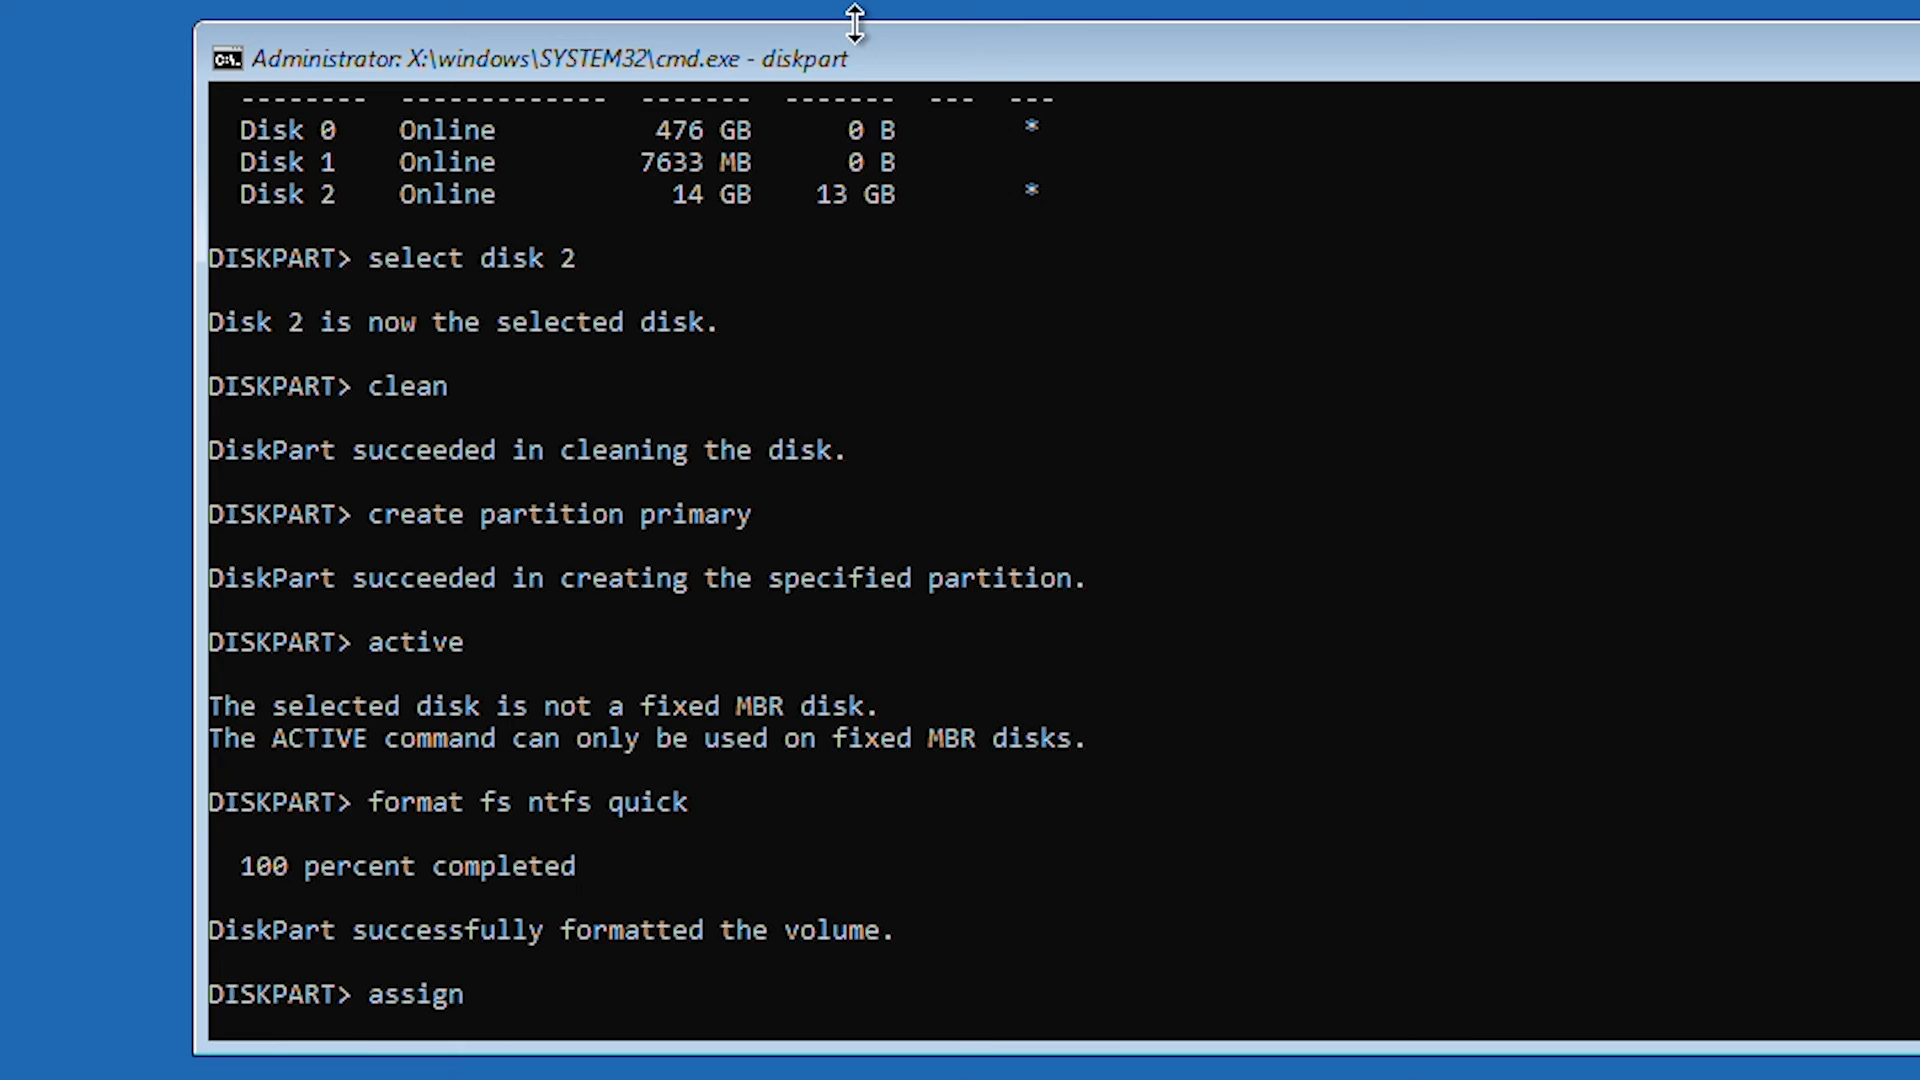 Administrator: X:\windows\SYSTEM32\cmd.exe - diskpart
-------- ------------- ------- ------- --- ---
Disk 0 Online 476 GB 0 B *
Disk 1 Online 7633 MB 0 B
Disk 2 Online 14 GB 13 GB *
DISKPART> select disk 2
Disk 2 is now the selected disk.
DISKPART> clean
DiskPart succeeded in cleaning the disk.
DISKPART> create partition primary
DiskPart succeeded in creating the specified partition.
DISKPART> active
The selected disk is not a fixed MBR disk.
The ACTIVE command can only be used on fixed MBR disks.
DISKPART> format fs ntfs quick
100 percent completed
DiskPart successfully formatted the volume.
DISKPART> assign